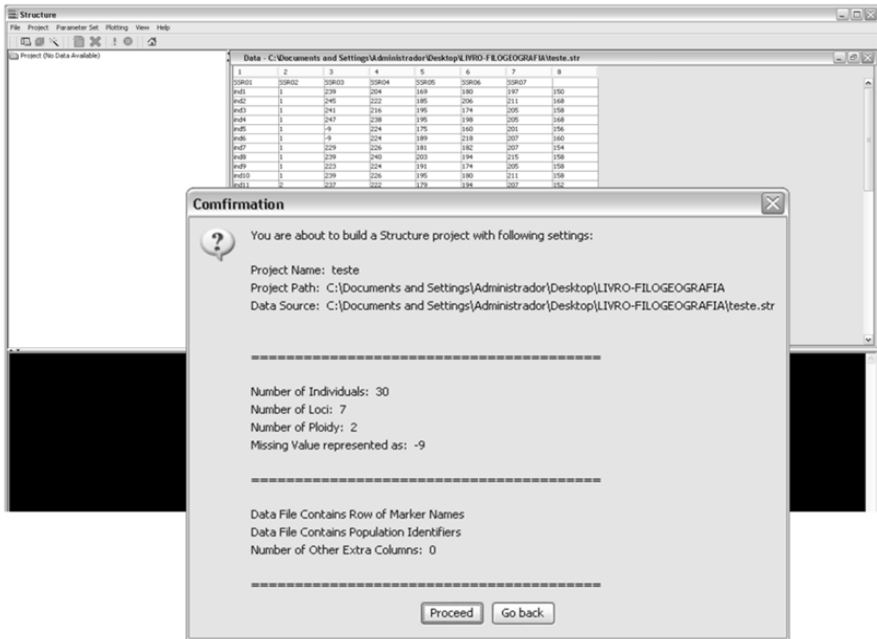 Structure
File Project Parameter Set Plotting View Help
Project (No Data Available)
Data - C:\Documents and Settings\Administrador\Desktop\LIVRO-FILOGEOGRAFIA\teste.str
1 2 3 4 5 6 7 8
SSR01 SSR02 SSR03 SSR04 SSR05 SSR06 SSR07
ind1 1 239 204 169 180 197 150
ind2 1 245 222 185 206 211 168
ind3 1 241 216 195 174 205 158
ind4 1 247 238 195 198 205 168
ind5 1 -9 224 175 160 201 156
ind6 1 -9 224 189 218 207 160
ind7 1 229 226 181 182 207 154
ind8 1 239 240 203 194 215 158
ind9 1 223 224 191 174 205 158
ind10 1 239 226 195 180 211 158
ind11 2 237 222 179 194 207 152
Comfirmation
You are about to build a Structure project with following settings:
Project Name: teste
Project Path: C:\Documents and Settings\Administrador\Desktop\LIVRO-FILOGEOGRAFIA
Data Source: C:\Documents and Settings\Administrador\Desktop\LIVRO-FILOGEOGRAFIA\teste.str
========================================
Number of Individuals: 30
Number of Loci: 7
Number of Ploidy: 2
Missing Value represented as: -9
========================================
Data File Contains Row of Marker Names
Data File Contains Population Identifiers
Number of Other Extra Columns: 0
========================================
Proceed Go back